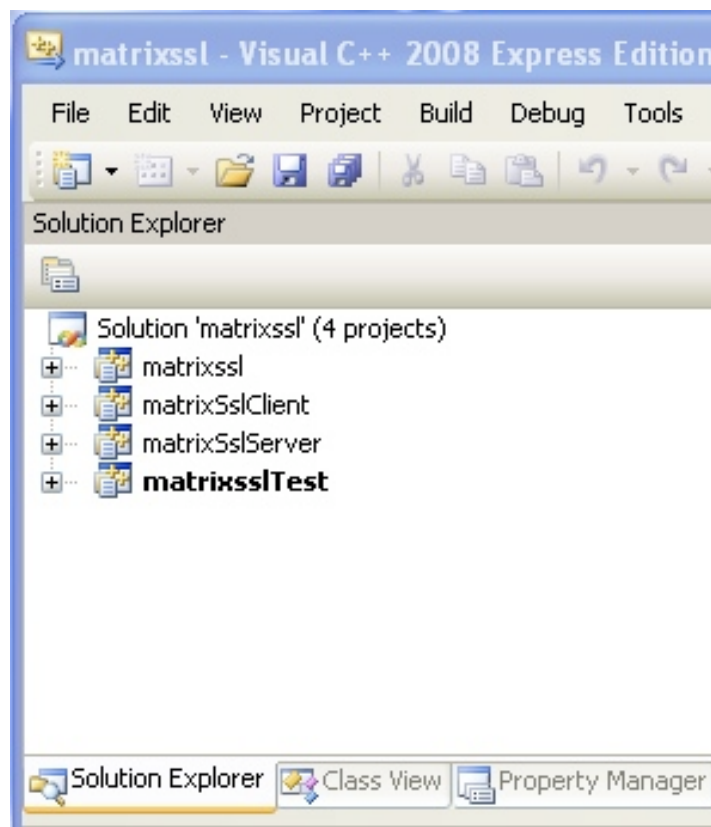 matrixssl - Visual C++ 2008 Express Edition
File Edit View Project Build Debug Tools
Solution Explorer
Solution 'matrixssl' (4 projects)
matrixssl
matrixSslClient
matrixSslServer
matrixsslTest
Solution Explorer Class View Property Manager